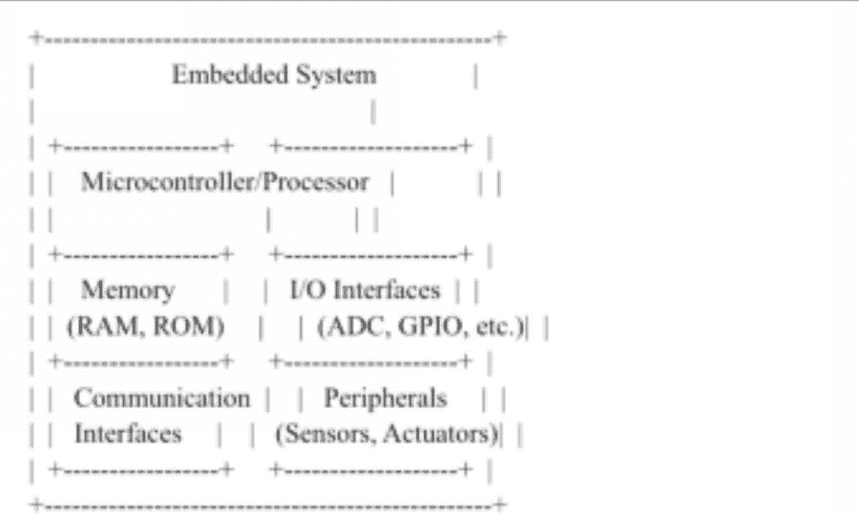 +-------------------------------------------------+
| Embedded System |
| |
| +-----------------+ +-------------------+ |
| | Microcontroller/Processor | | |
| | | | |
| +-----------------+ +-------------------+ |
| | Memory | | I/O Interfaces | |
| | (RAM, ROM) | | (ADC, GPIO, etc.)| |
| +-----------------+ +-------------------+ |
| | Communication | | Peripherals | |
| | Interfaces | | (Sensors, Actuators)| |
| +-----------------+ +-------------------+ |
+-------------------------------------------------+